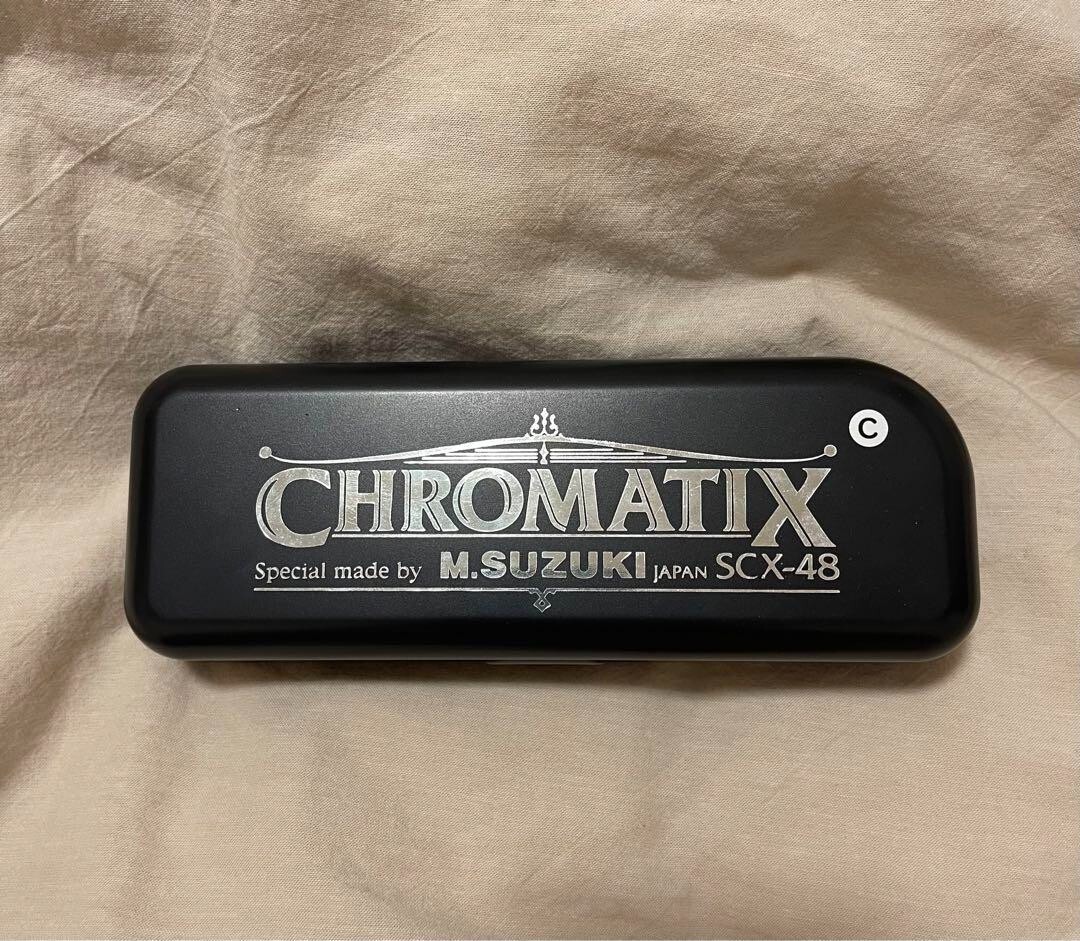 C
CHROMATIX
Special made by M.SUZUKI JAPAN SCX-48